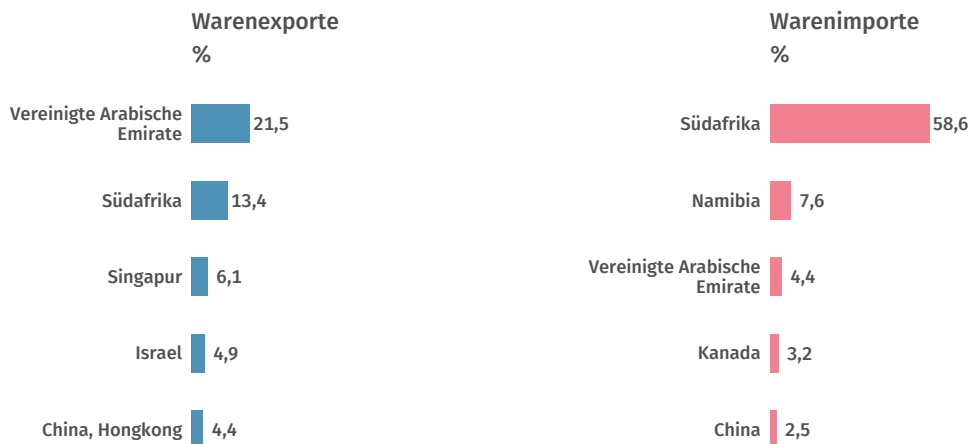 Warenexporte
%
Vereinigte Arabische
Emirate
21,5
Südafrika
13,4
Singapur
6,1
Israel
4,9
China, Hongkong
4,4
Warenimporte
%
Südafrika
58,6
Namibia
7,6
Vereinigte Arabische
Emirate
4,4
Kanada
3,2
China
2,5